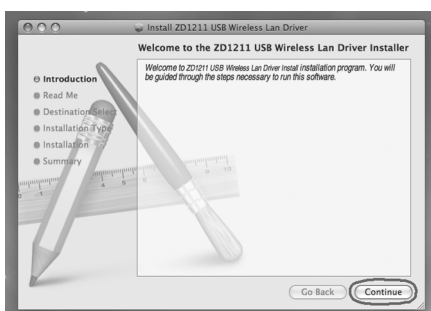 Install ZD1211 USB Wireless Lan Driver
Welcome to the ZD1211 USB Wireless Lan Driver Installer
Introduction
Read Me
Destination Select
Installation Type
Installation
Summary
Welcome to ZD1211 USB Wireless Lan Driver Install installation program. You will
be guided through the steps necessary to run this software.
Go Back
Continue